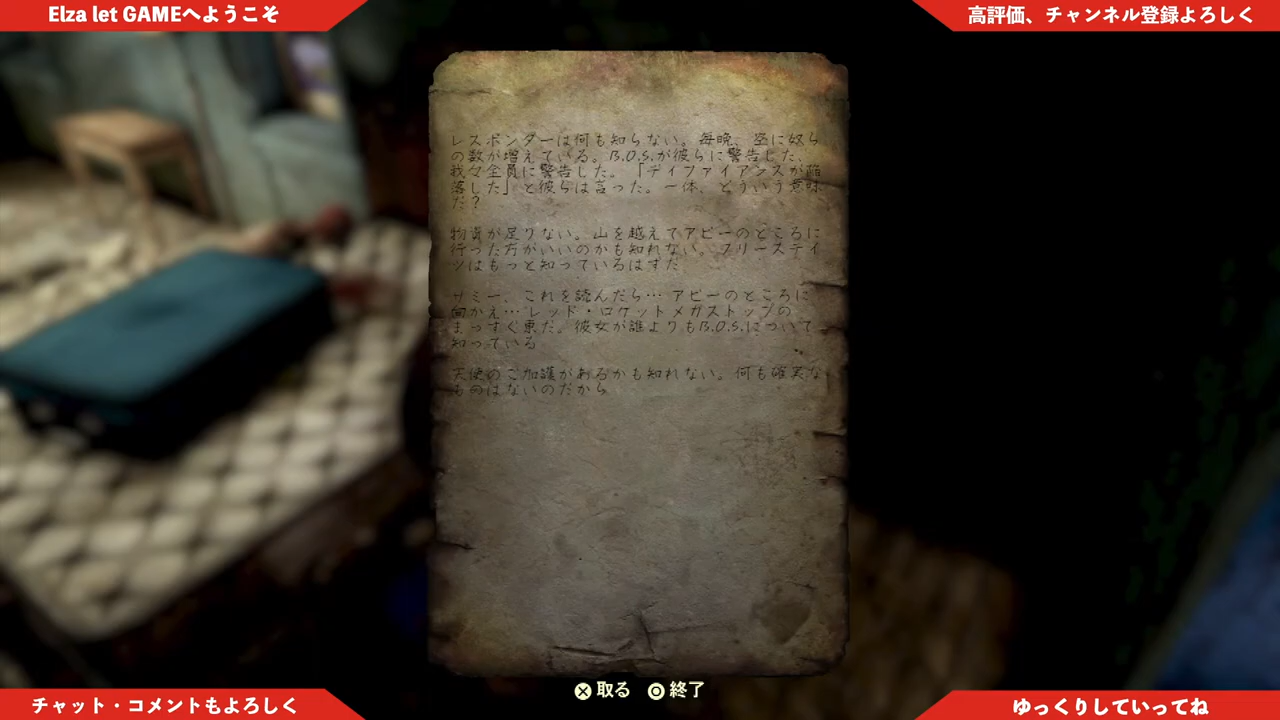 Elza let GAMEへようこそ
高評価、チャンネル登録よろしく
レスポンダーは何も知らない。毎晩、空に奴ら
の数が増えている。B.O.S.が彼らに警告した、
我々全員に警告した。「ディファイアンスが陥
落した」と彼らは言った。一体、どういう意味
だ?
物資が足りない。山を越えてアビーのところに
行った方がいいのかも知れない。フリーステイ
ツはもっと知っているはずだ
サミー、これを読んだら… アビーのところに
向かえ… レッド・ロケットメガストップの
まっすぐ東だ。彼女が誰よりもB.O.S.について
知っている
天使のご加護があるかも知れない。何も確実な
ものはないのだから
取る 終了
チャット・コメントもよろしく
ゆっくりしていってね